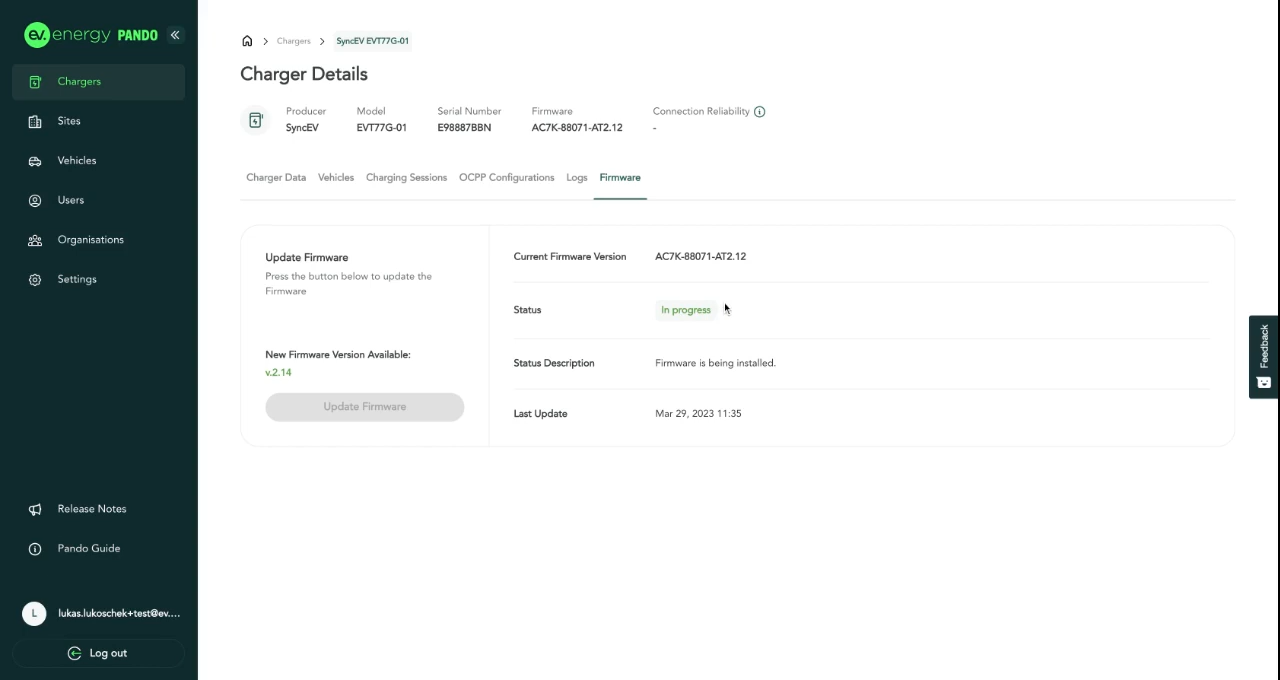 ev.energy PANDO
Chargers
Sites
Vehicles
Users
Organisations
Settings
Release Notes
Pando Guide
L
lukas.lukoschek+test@ev....
Log out
Chargers
SyncEV EVT77G-01
Charger Details
Producer
SyncEV
Model
EVT77G-01
Serial Number
E98887BBN
Firmware
AC7K-88071-AT2.12
Connection Reliability
-
Charger Data
Vehicles
Charging Sessions
OCPP Configurations
Logs
Firmware
Update Firmware
Press the button below to update the
Firmware
New Firmware Version Available:
v.2.14
Update Firmware
Current Firmware Version
AC7K-88071-AT2.12
Status
In progress
Status Description
Firmware is being installed.
Last Update
Mar 29, 2023 11:35
Feedback